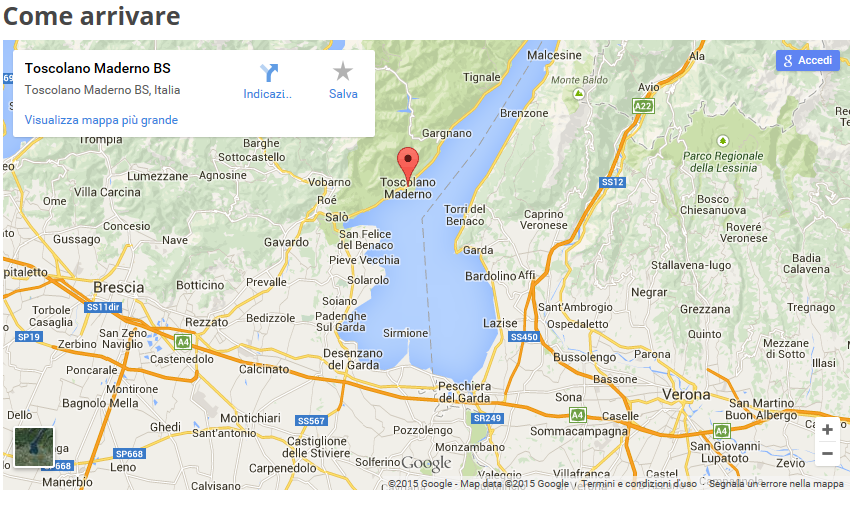 Come arrivare
Toscolano Maderno BS
Toscolano Maderno BS, Italia
Indicazi...
Salva
Visualizza mappa più grande
Accedi
Malcesine
Ala
Tignale
Monte Baldo
Avio
A22
Brenzone
Gargnano
Trompia
Barghe
Sottocastello
Parco Regionale
della Lessinia
Lumezzane
Agnosine
Vobarno
Toscolano
Maderno
SS12
Villa Carcina
Ome
Roé
Salò
Torri del
Benaco
Caprino
Veronese
Bosco
Chiesanuova
Concesio
Roverè
Veronese
Gussago
Nave
Gavardo
San Felice
del Benaco
Garda
Pieve Vecchia
Badia
Calavena
Stallavena-lugo
Bardolino
Affi
Brescia
Botticino
Prevalle
Solarolo
Negrar
SS11dir
Soiano
Sant'Ambrogio
Grezzana
Tregnago
Torbole
Casaglia
Rezzato
Bedizzole
Padenghe
Sul Garda
Ospedaletto
Lazise
SP19
San Zeno
Naviglio
Sirmione
SS450
Quinto
Zerbino
A4
Mezzane
di Sotto
Castenedolo
Desenzano
del Garda
Bussolengo
Parona
Illasi
Poncarale
Calcinato
Bassone
Montirone
Peschiera
del Garda
Bagnolo Mella
Sona
Verona
San Martino
Buon Albergo
Dello
Montichiari
SS567
SR249
A4
Caselle
Ghedi
Sant'antonio
Pozzolengo
Sommacampagna
A4
Castiglione
delle Stiviere
Monzambano
San Giovanni
Lupatoto
SP668
SP668
Leno
Carpenedolo
Solferino
Google
Vallese
Manerbio
Calvisano
Valeggio
Villafranca
Castel
©2015 Google - Map data ©2015 Google
Termini e condizioni d'uso
Segnala un errore nella mappa